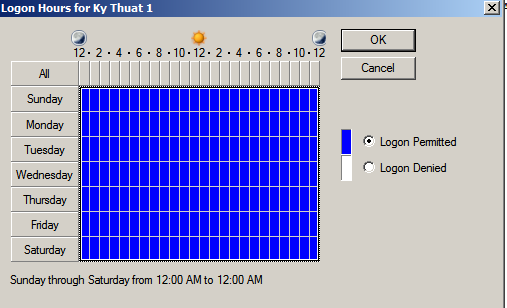 Logon Hours for Ky Thuat 1
12 · 2 · 4 · 6 · 8 · 10 · 12 · 2 · 4 · 6 · 8 · 10 · 12
OK
Cancel
All
Sunday
Monday
Tuesday
Wednesday
Thursday
Friday
Saturday
Logon Permitted
Logon Denied
Sunday through Saturday from 12:00 AM to 12:00 AM